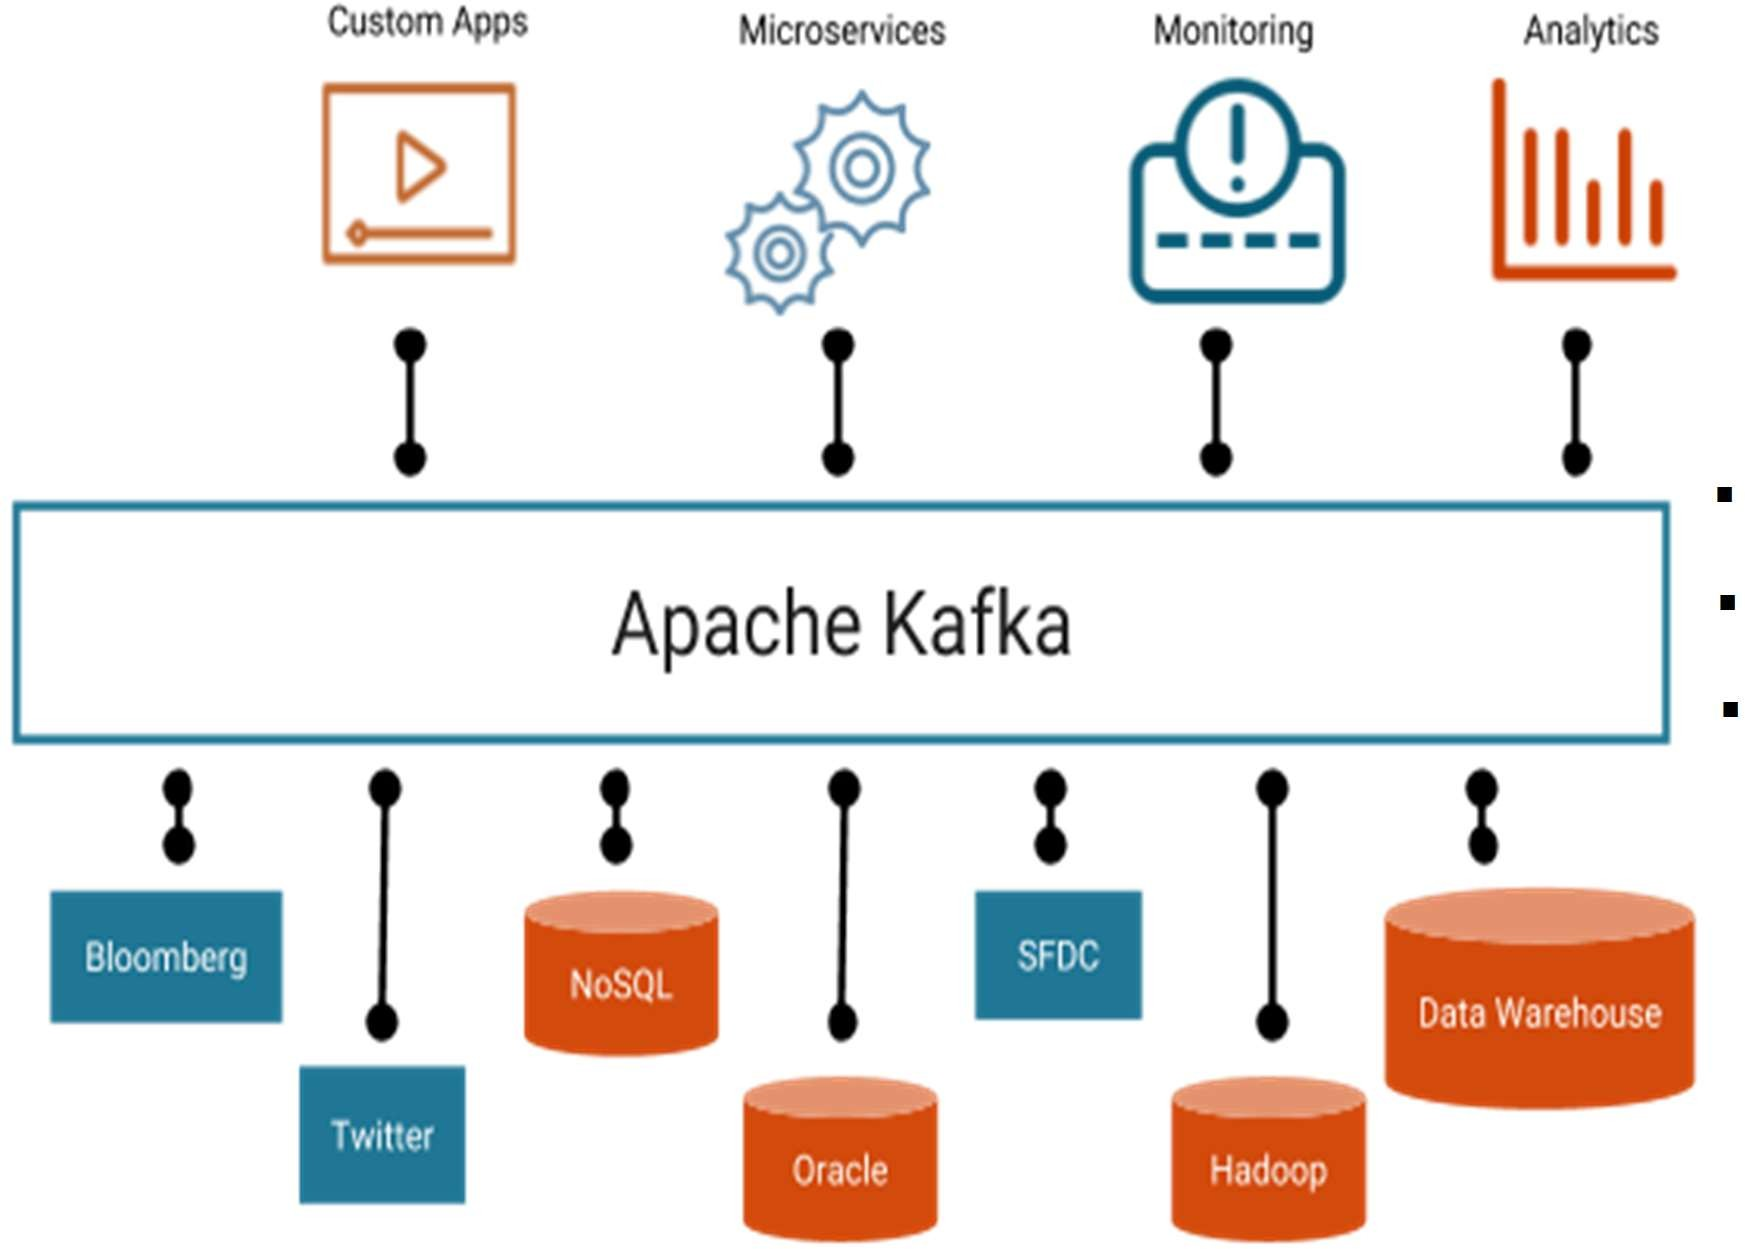 Custom Apps
Microservices
Monitoring
Analytics
Apache Kafka
Bloomberg
NoSQL
SFDC
Data Warehouse
Twitter
Oracle
Hadoop